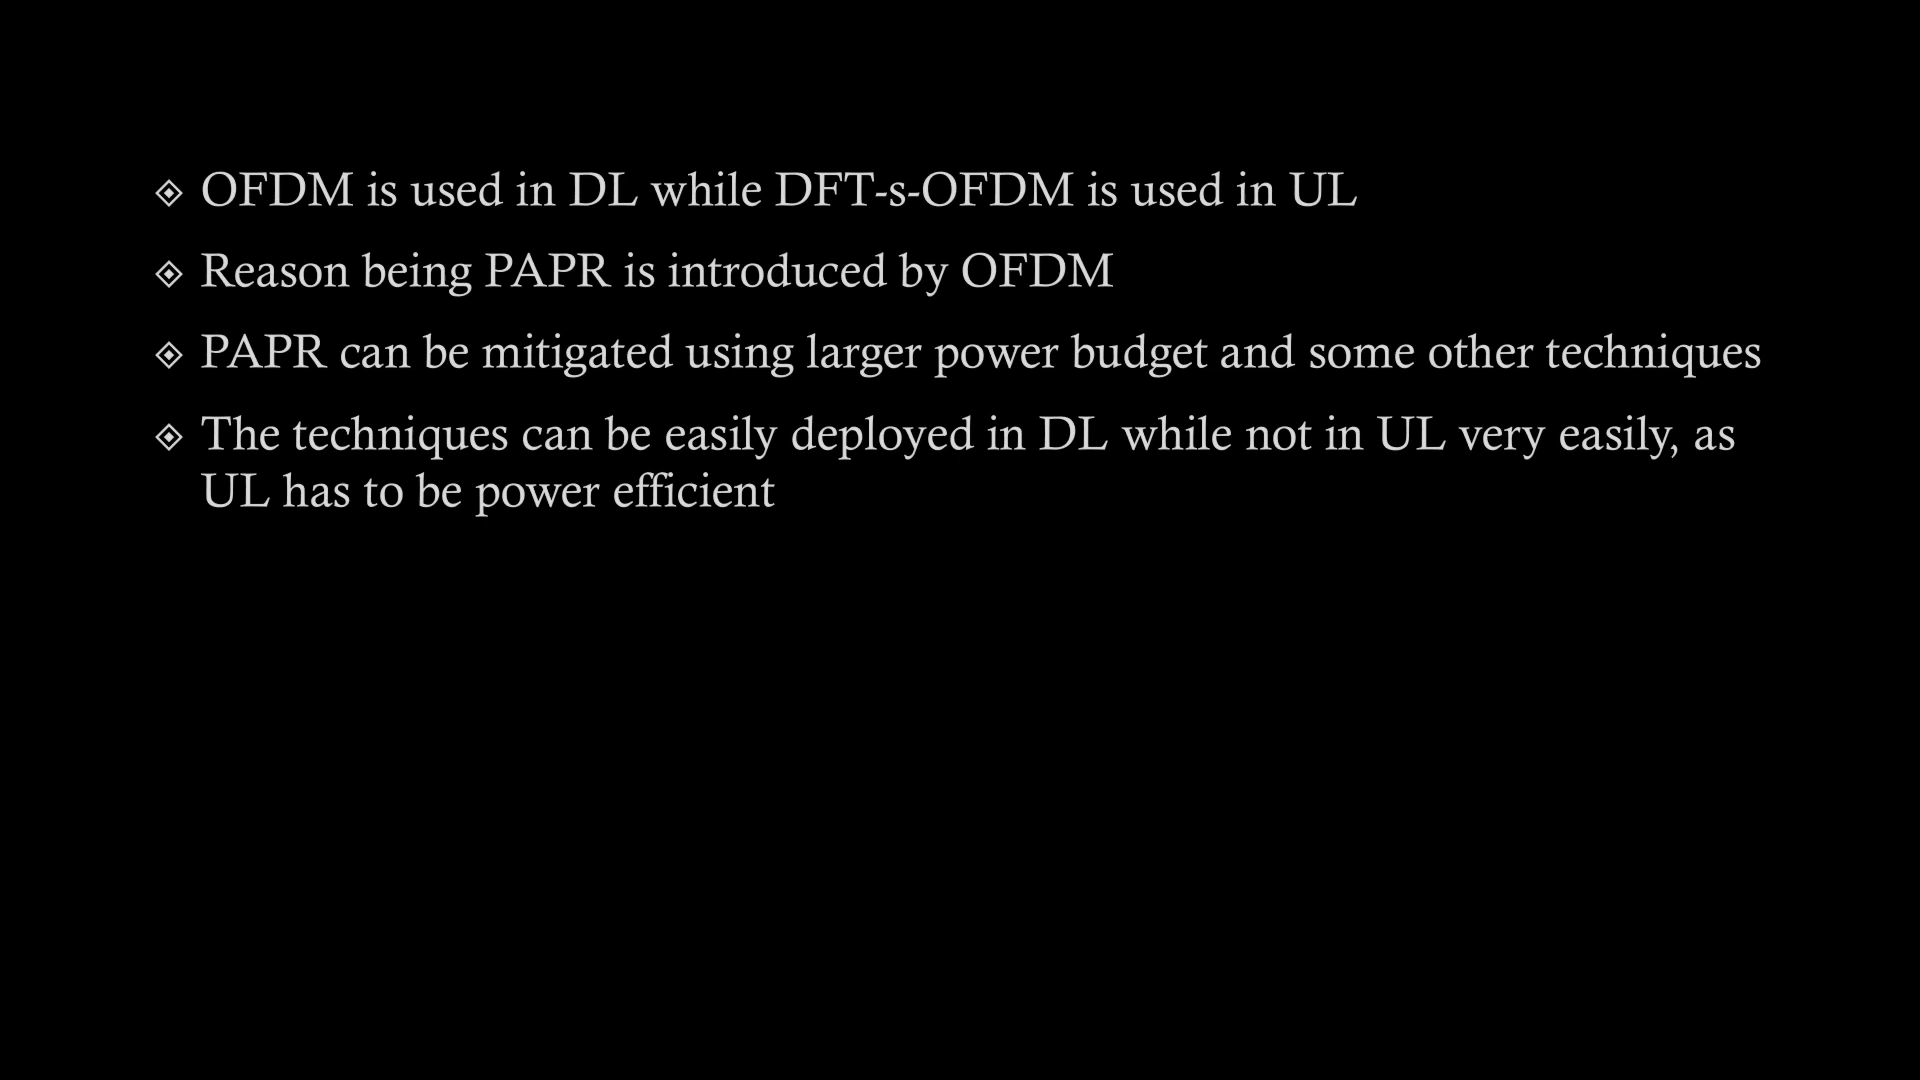 OFDM is used in DL while DFT-s-OFDM is used in UL
Reason being PAPR is introduced by OFDM
PAPR can be mitigated using larger power budget and some other techniques
The techniques can be easily deployed in DL while not in UL very easily, as
UL has to be power efficient